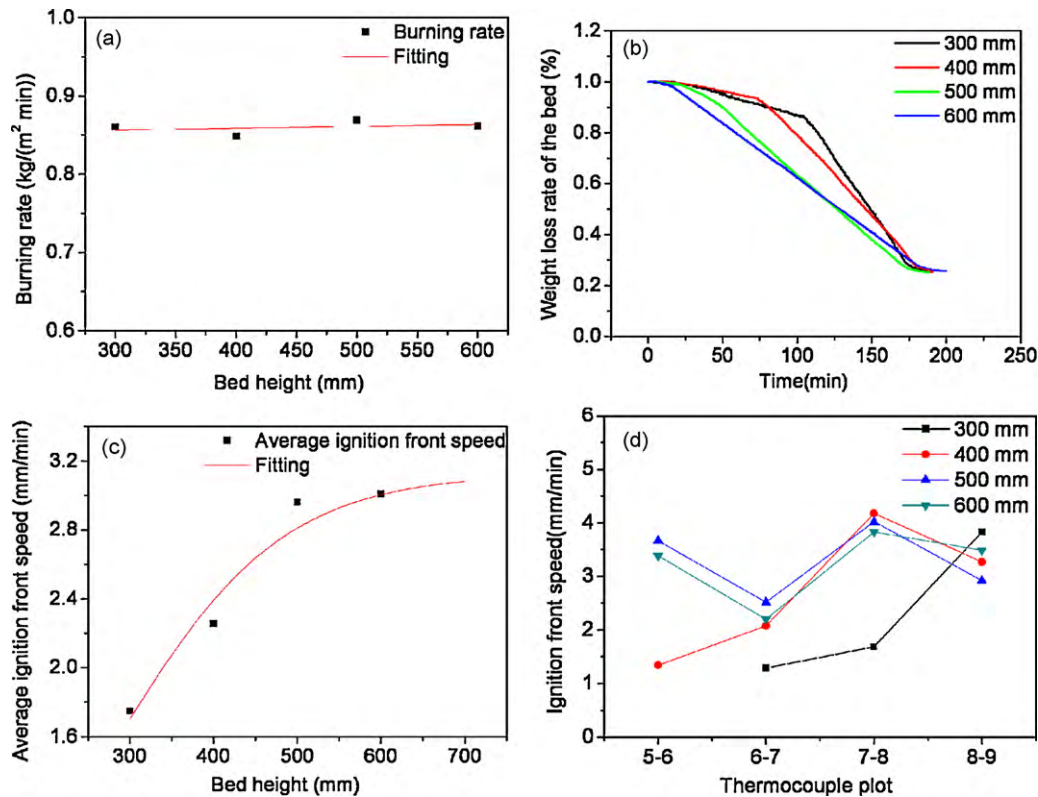 (a)
Burning rate
Fitting
Burning rate (kg/(m² min))
1.0
0.9
0.8
0.7
0.6
300 350 400 450 500 550 600
Bed height (mm)
(b)
300 mm
400 mm
500 mm
600 mm
Weight loss rate of the bed (%)
1.2
1.0
0.8
0.6
0.4
0.2
0.0
0 50 100 150 200 250
Time(min)
(c)
Average ignition front speed
Fitting
Average ignition front speed (mm/min)
3.2
2.8
2.4
2.0
1.6
300 400 500 600 700
Bed height (mm)
(d)
300 mm
400 mm
500 mm
600 mm
Ignition front speed(mm/min)
6
5
4
3
2
1
0
5-6 6-7 7-8 8-9
Thermocouple plot